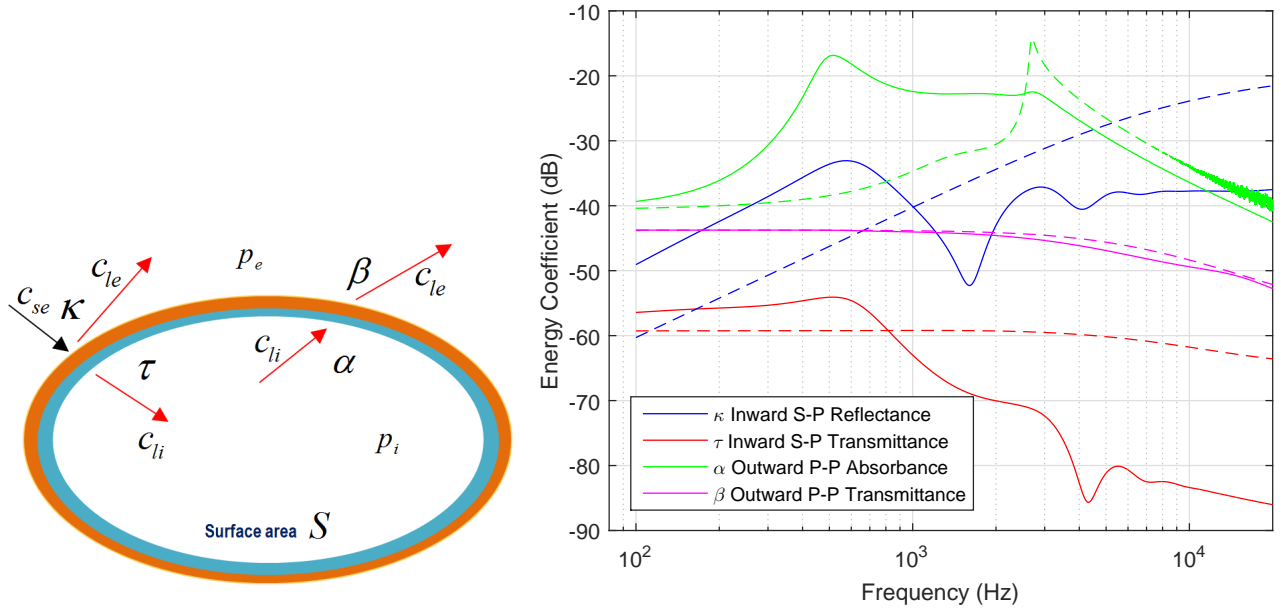 p_e
β
c_le
c_le
c_se
κ
c_li
α
τ
c_li
p_i
Surface area S
Energy Coefficient (dB)
-10
-20
-30
-40
-50
-60
-70
-80
-90
κ Inward S-P Reflectance
τ Inward S-P Transmittance
α Outward P-P Absorbance
β Outward P-P Transmittance
10^2
10^3
10^4
Frequency (Hz)